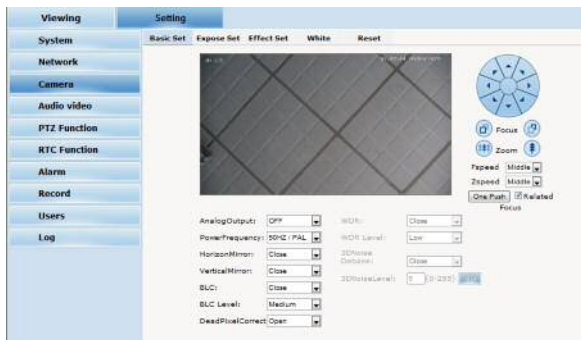 Viewing
Setting
System
Network
Camera
Audio video
PTZ Function
RTC Function
Alarm
Record
Users
Log
Basic Set Expose Set Effect Set White Reset
Focus
Zoom
Fspeed Middle
Zspeed Middle
One Push Related
Focus
AnalogOutput: OFF
PowerFrequency: 50HZ / PAL
HorizonMirror: Close
VerticalMirror: Close
BLC: Close
BLC Level: Medium
DeadPixelCorrect Open
WDR: Close
WDR Level: Low
3DNoise
Denoise: Close
3DNoiseLevel: 5 (0-255)